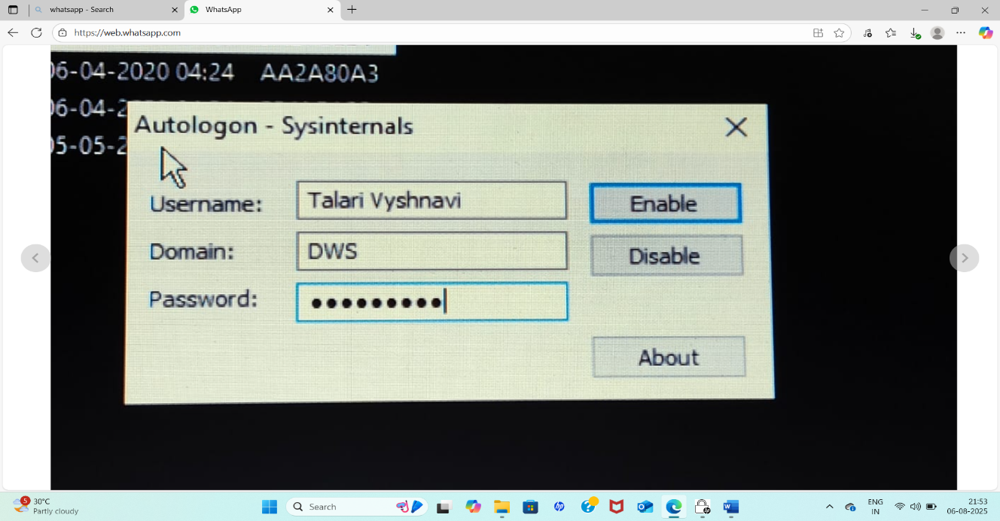 whatsapp - Search
WhatsApp
https://web.whatsapp.com
06-04-2020 04:24 AA2A80A3
06-04-2
05-05-2
Autologon - Sysinternals
Username: Talari Vyshnavi
Enable
Domain: DWS
Disable
Password: •••••••••
About
5
30°C
Partly cloudy
Search
hp
W
ENG
IN
21:53
06-08-2025